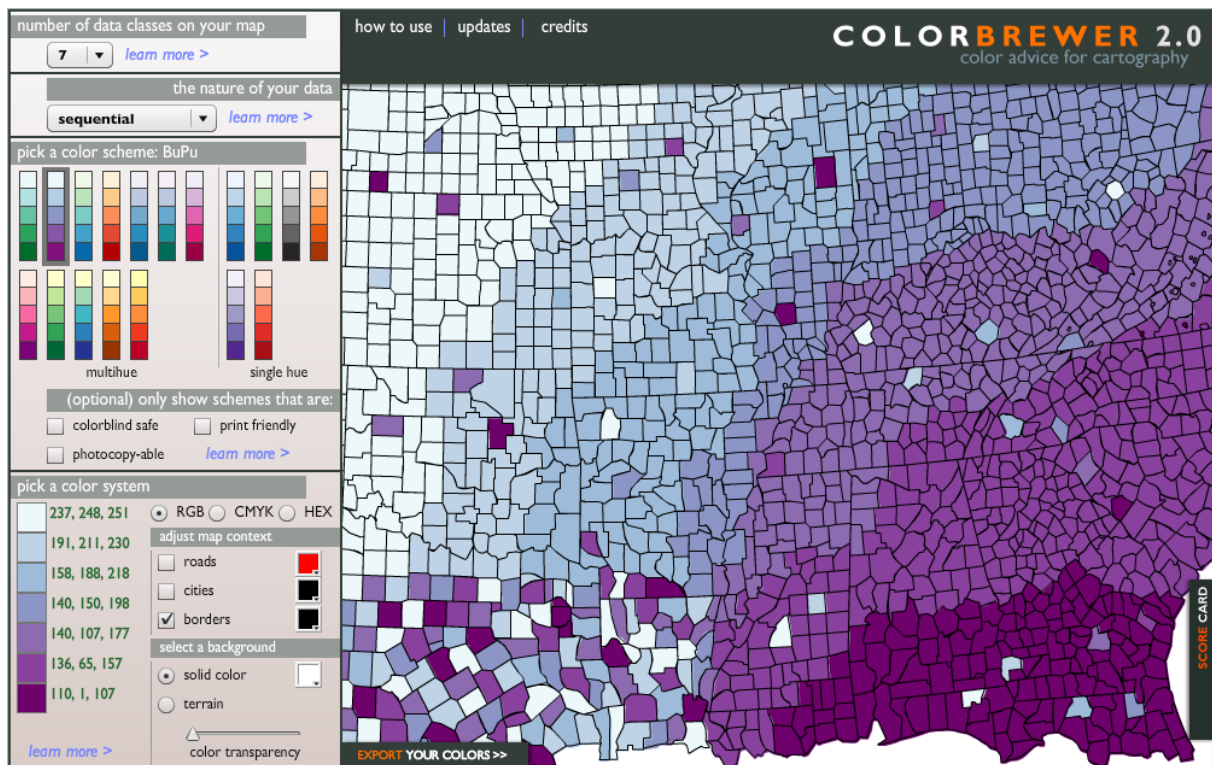 number of data classes on your map
7
learn more >
the nature of your data
sequential
learn more >
pick a color scheme: BuPu
multihue
single hue
(optional) only show schemes that are:
colorblind safe
print friendly
photocopy-able
learn more >
pick a color system
237, 248, 251
191, 211, 230
158, 188, 218
140, 150, 198
140, 107, 177
136, 65, 157
110, 1, 107
learn more >
RGB CMYK HEX
adjust map context
roads
cities
borders
select a background
solid color
terrain
color transparency
how to use | updates | credits
COLORBREWER 2.0
color advice for cartography
SCORE CARD
EXPORT YOUR COLORS >>